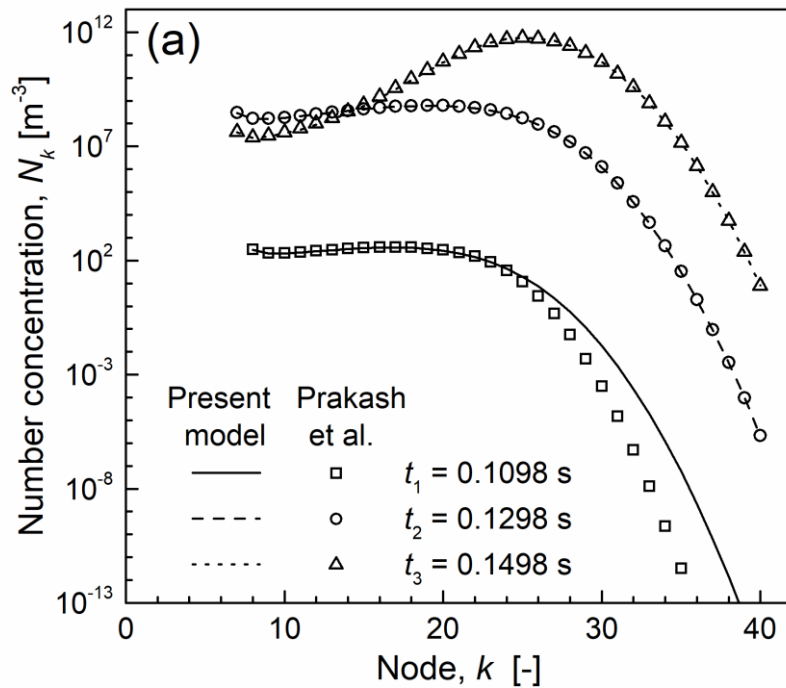 (a)
Number concentration, N_k [m^-3]
10^12
10^7
10^2
10^-3
10^-8
10^-13
Present model
Prakash et al.
t_1 = 0.1098 s
t_2 = 0.1298 s
t_3 = 0.1498 s
0
10
20
30
40
Node, k [-]